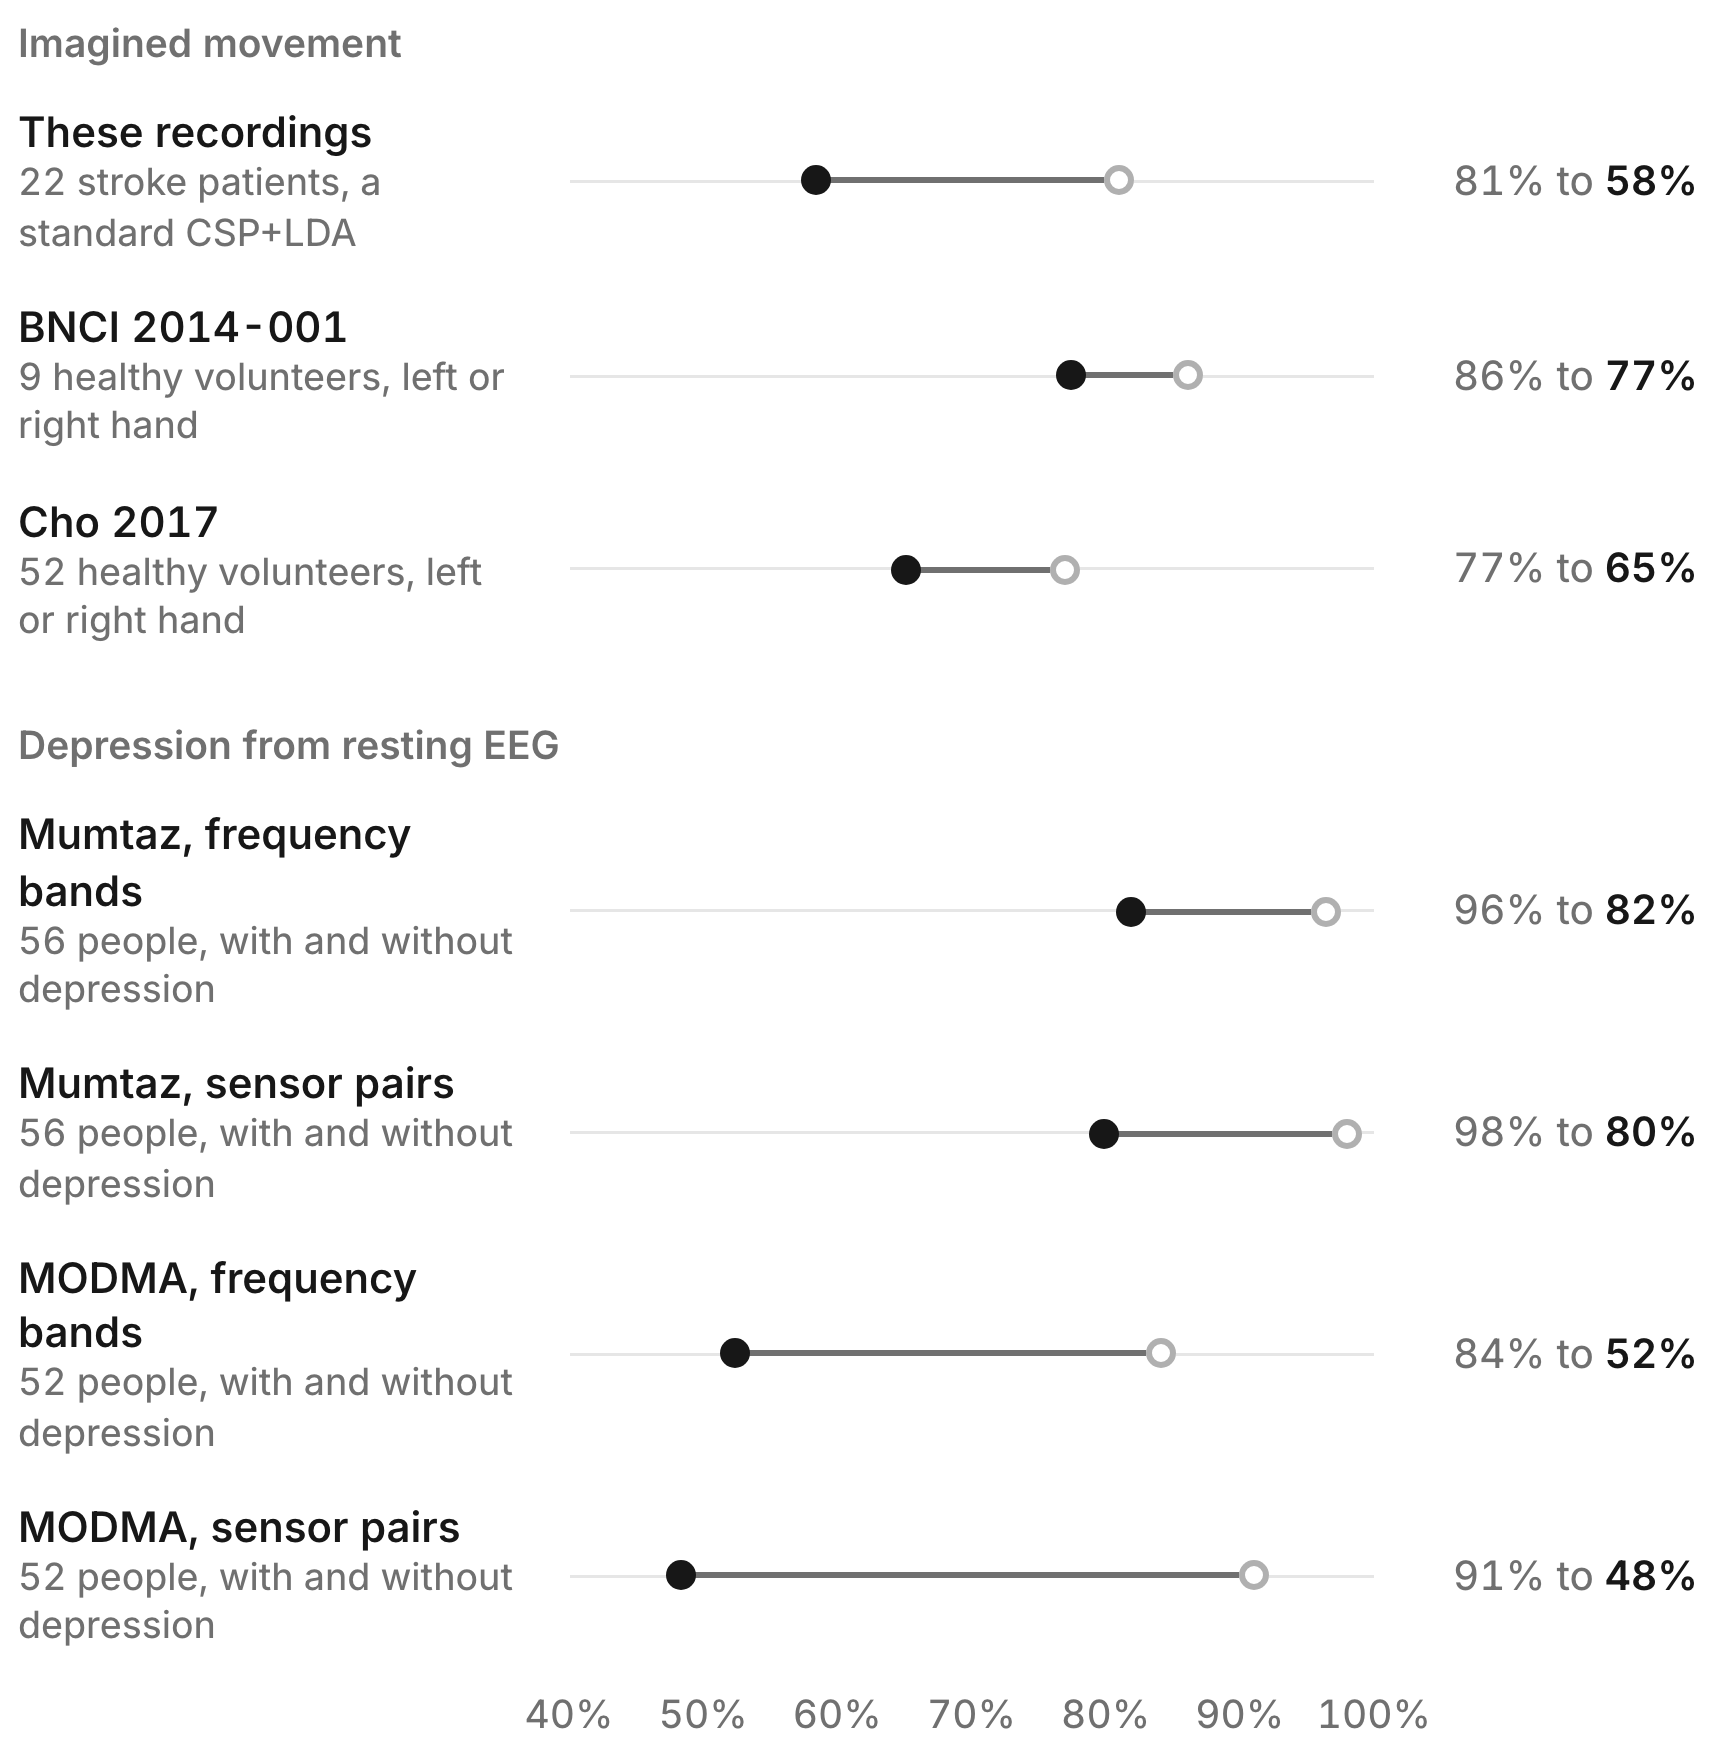 Imagined movement
These recordings
22 stroke patients, a
standard CSP+LDA
81% to 58%
BNCI 2014-001
9 healthy volunteers, left or
right hand
86% to 77%
Cho 2017
52 healthy volunteers, left
or right hand
77% to 65%
Depression from resting EEG
Mumtaz, frequency
bands
56 people, with and without
depression
96% to 82%
Mumtaz, sensor pairs
56 people, with and without
depression
98% to 80%
MODMA, frequency
bands
52 people, with and without
depression
84% to 52%
MODMA, sensor pairs
52 people, with and without
depression
91% to 48%
40% 50% 60% 70% 80% 90% 100%